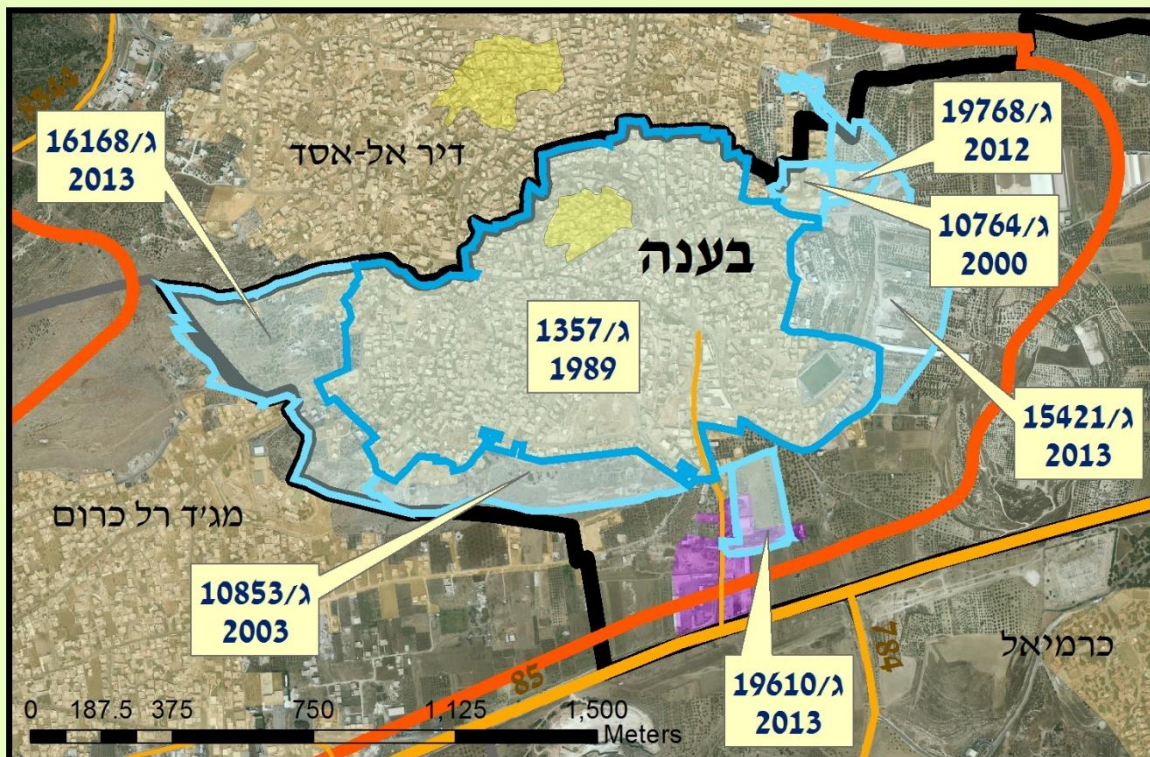 8544
דיר אל-אסד
ג/16168
2013
ג/19768
2012
ג/10764
2000
בענה
ג/1357
1989
ג/15421
2013
מג'ד רל כרום
ג/10853
2003
ג/19610
2013
כרמיאל
784
85
0 187.5 375 750 1,125 1,500
Meters